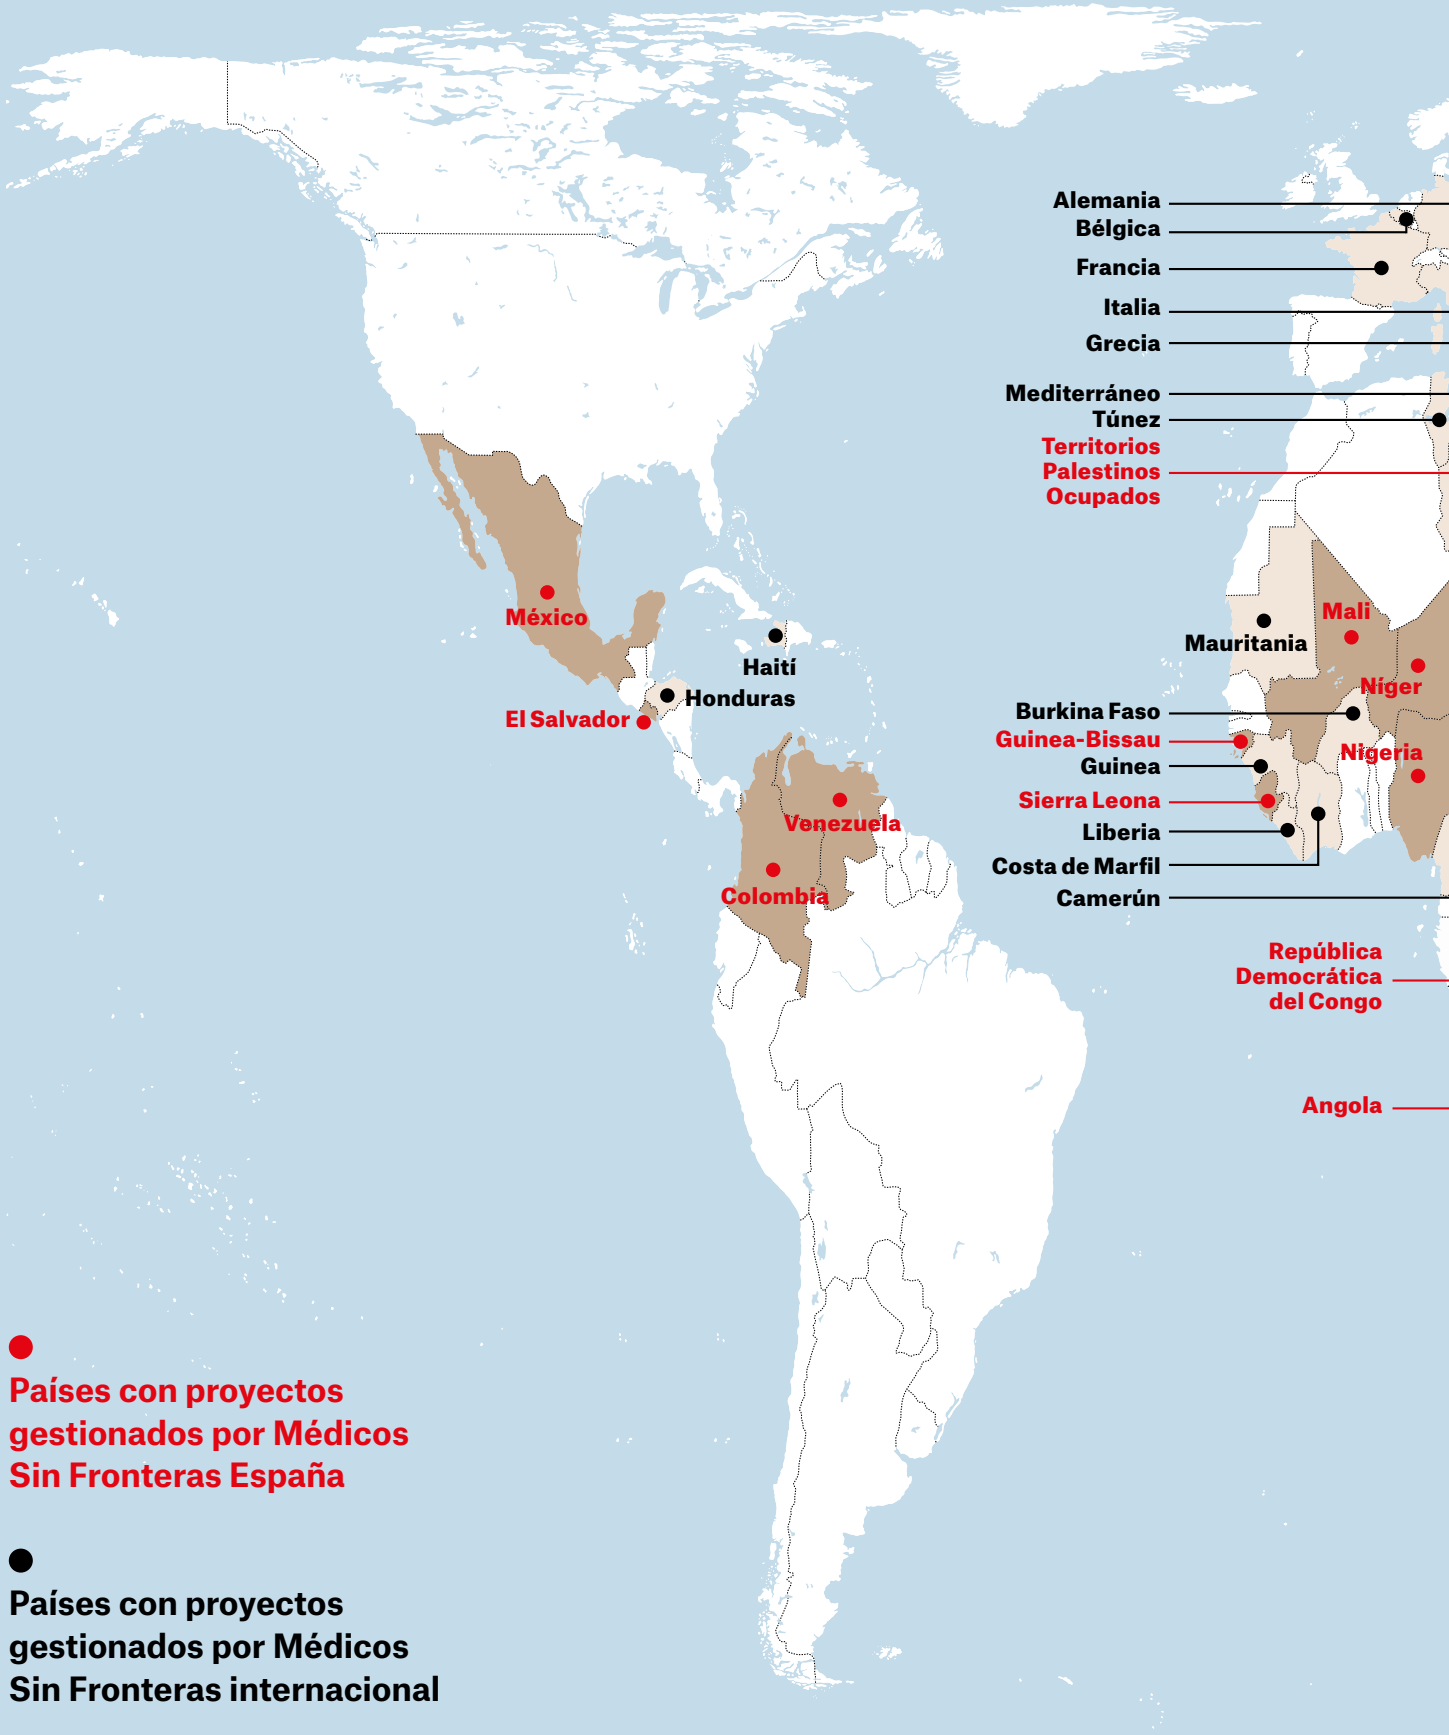 Alemania
Bélgica
Francia
Italia
Grecia
Mediterráneo
Túnez
Territorios
Palestinos
Ocupados
México
Haití
Honduras
El Salvador
Venezuela
Colombia
Mali
Mauritania
Níger
Burkina Faso
Guinea-Bissau
Nigeria
Guinea
Sierra Leona
Liberia
Costa de Marfil
Camerún
República
Democrática
del Congo
Angola
Países con proyectos
gestionados por Médicos
Sin Fronteras España
Países con proyectos
gestionados por Médicos
Sin Fronteras internacional